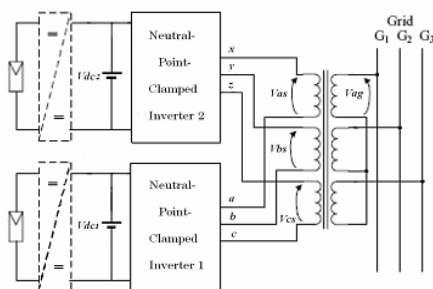 Grid
G1 G2 G3
Neutral-
Point-
Clamped
Inverter 2
Vdc2
x
y
z
Vas
Vag
Vbs
Vcs
Neutral-
Point-
Clamped
Inverter 1
Vdc1
a
b
c
=
=
=
=